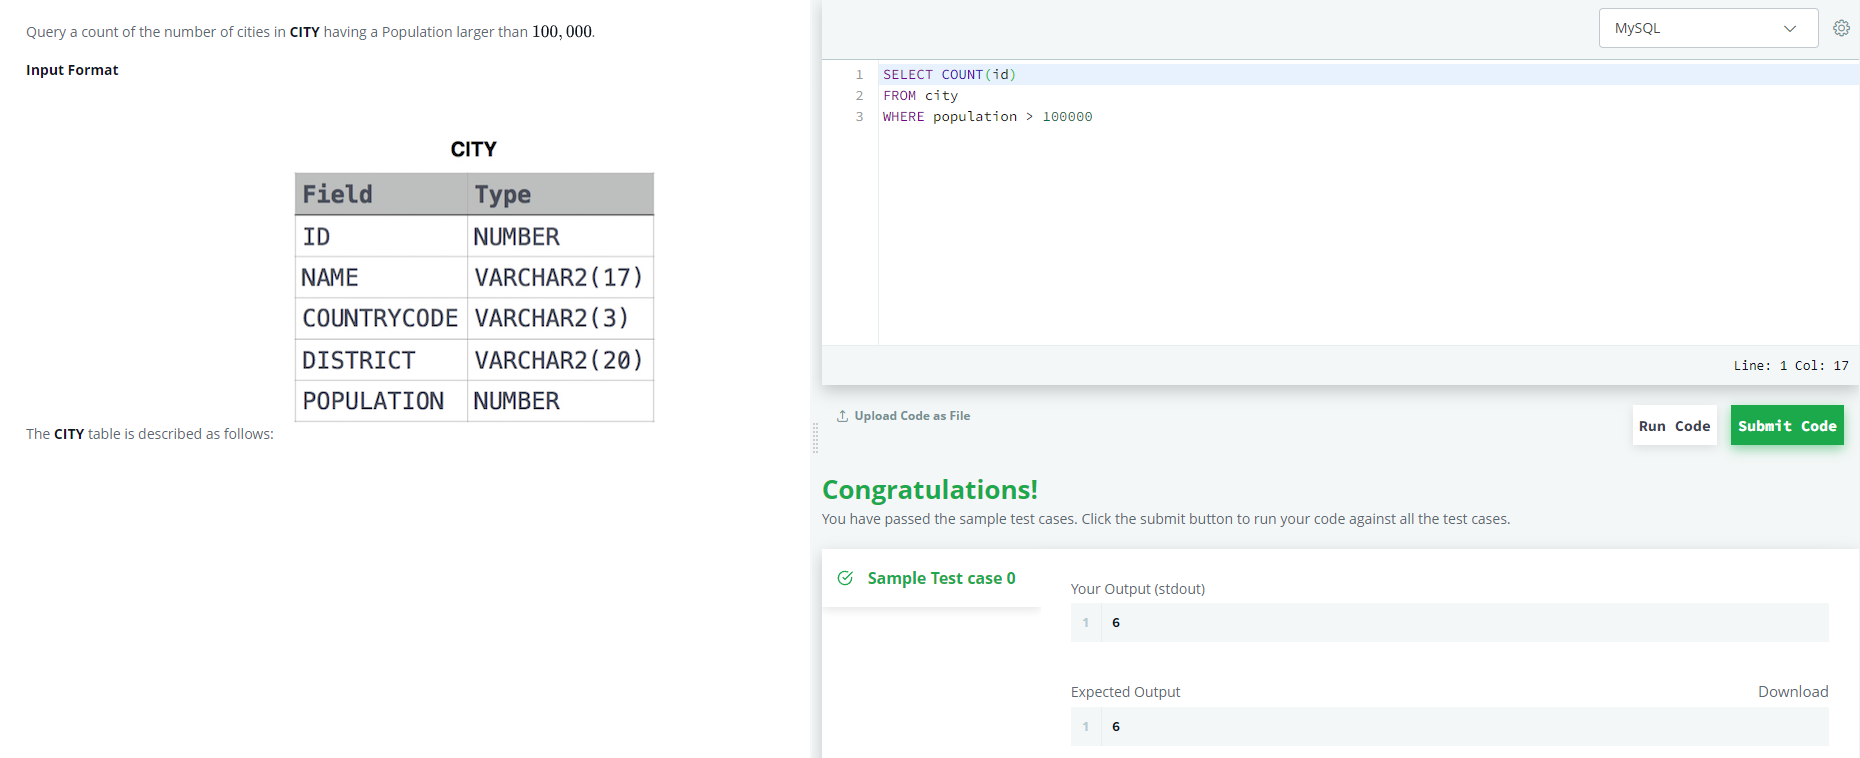 Query a count of the number of cities in CITY having a Population larger than 100, 000.
Input Format
CITY
Field Type
ID NUMBER
NAME VARCHAR2(17)
COUNTRYCODE VARCHAR2(3)
DISTRICT VARCHAR2(20)
POPULATION NUMBER
The CITY table is described as follows:
MySQL
1 SELECT COUNT(id)
2 FROM city
3 WHERE population > 100000
Line: 1 Col: 17
Upload Code as File
Run Code
Submit Code
Congratulations!
You have passed the sample test cases. Click the submit button to run your code against all the test cases.
Sample Test case 0
Your Output (stdout)
1 6
Expected Output Download
1 6